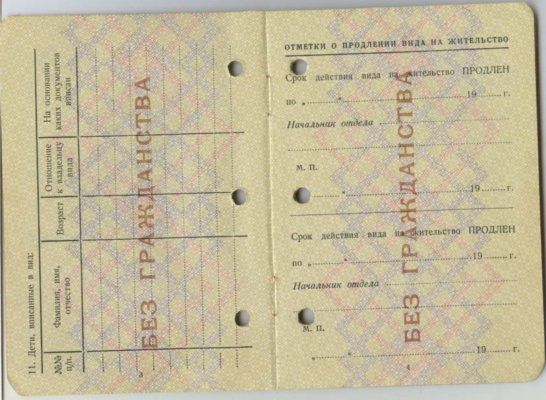 11. Дети, вписанные в вид:
№№
п/п.
Фамилия, имя,
отчество
Возраст
Отношение
к владельцу
вида
На основании
каких документов
вписан
БЕЗ ГРАЖДАНСТВА
3
ОТМЕТКИ О ПРОДЛЕНИИ ВИДА НА ЖИТЕЛЬСТВО
Срок действия вида на жительство ПРОДЛЕН
по „ “ 19 г.
Начальник отдела
М. П.
„ “ 19 г.
Срок действия вида на жительство ПРОДЛЕН
по „ “ 19 г.
Начальник отдела
М. П.
„ “ 19 г.
БЕЗ ГРАЖДАНСТВА
4